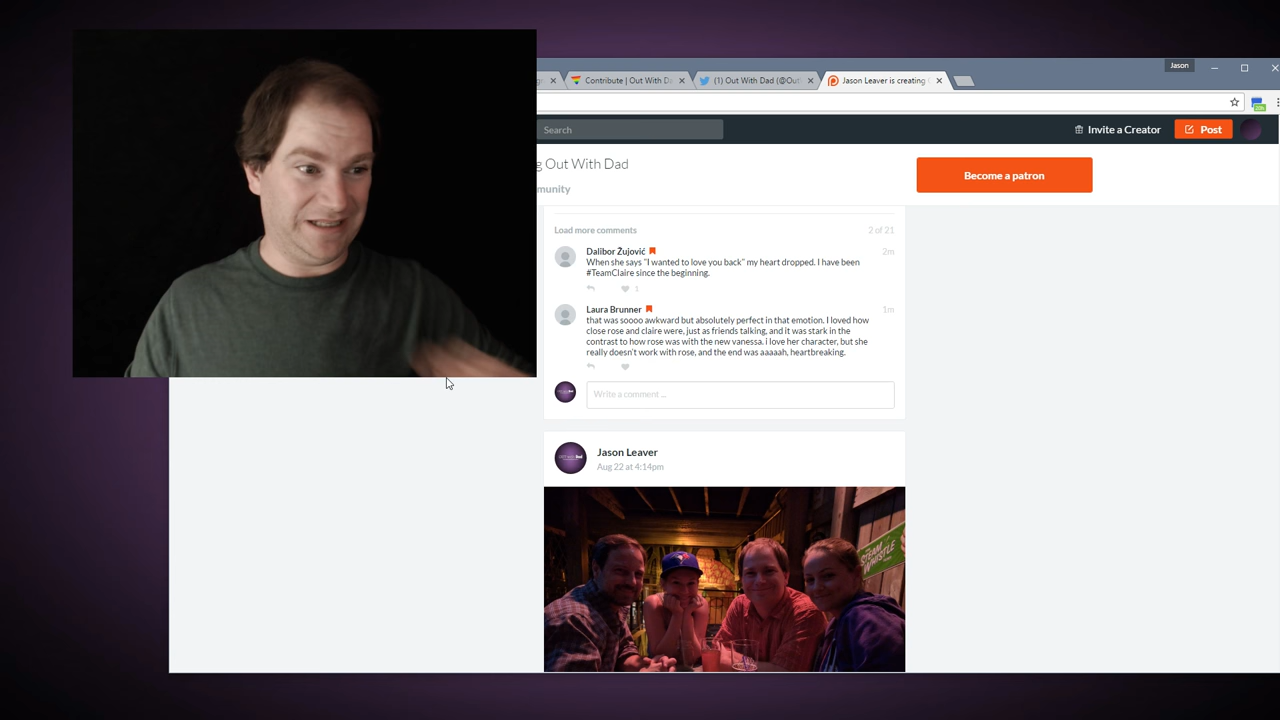 Jason
Contribute | Out With D
(1) Out With Dad (@Out
Jason Leaver is creating
Search
Invite a Creator
Post
g Out With Dad
Become a patron
munity
Load more comments
2 of 21
Dalibor Žujović
2m
When she says "I wanted to love you back" my heart dropped. I have been
#TeamClaire since the beginning.
1
Laura Brunner
1m
that was soooo awkward but absolutely perfect in that emotion. I loved how
close rose and claire were, just as friends talking, and it was stark in the
contrast to how rose was with the new vanessa. i love her character, but she
really doesn't work with rose, and the end was aaaaah, heartbreaking.
Write a comment ...
Jason Leaver
Aug 22 at 4:14pm
STEAM
WHISTLE